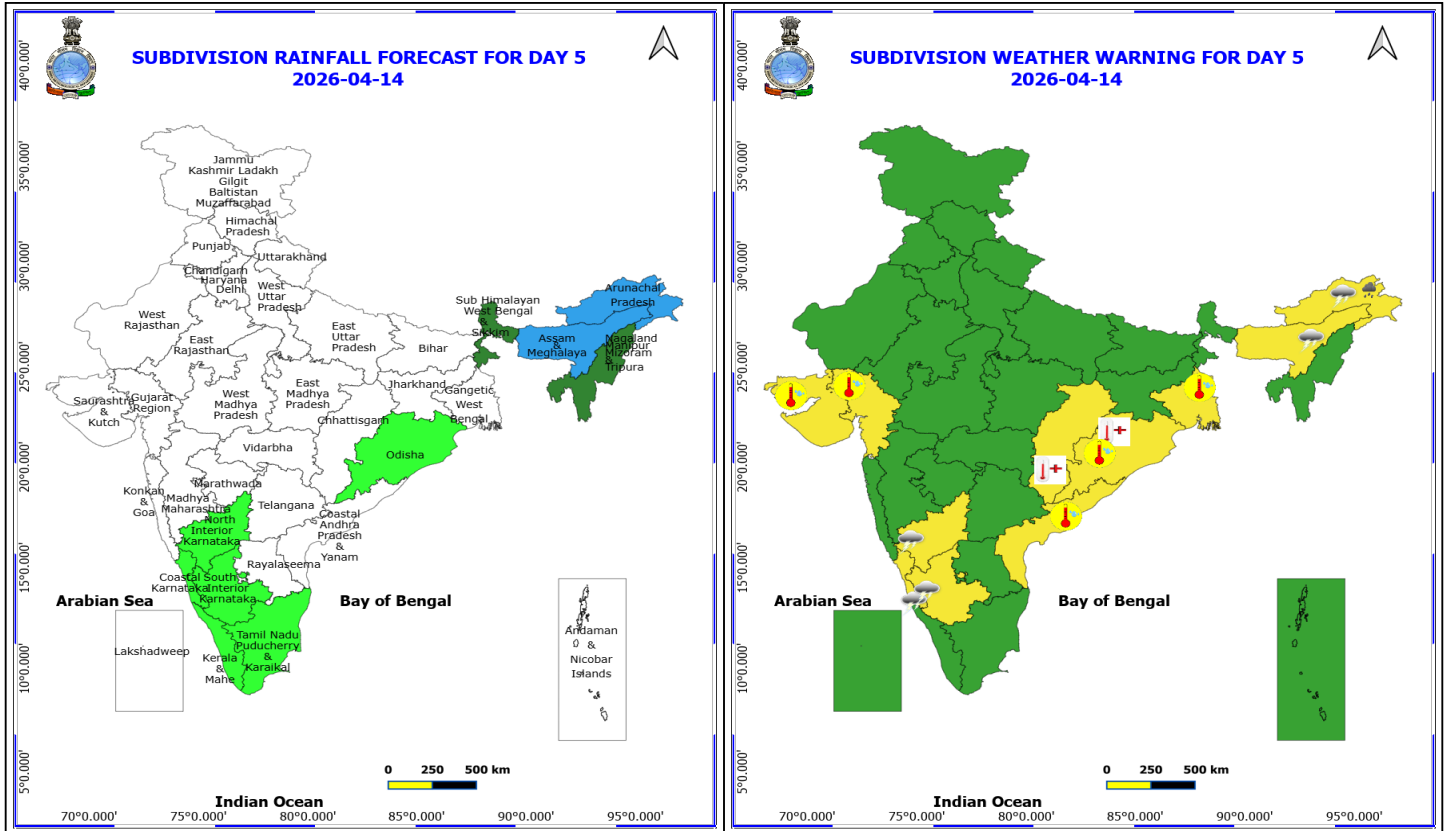 SUBDIVISION RAINFALL FORECAST FOR DAY 5
2026-04-14
40°0.000'
35°0.000'
30°0.000'
25°0.000'
20°0.000'
15°0.000'
10°0.000'
5°0.000'
Jammu
Kashmir Ladakh
Gilgit
Baltistan
Muzaffarabad
Himachal
Pradesh
Punjab
Uttarakhand
Chandigarh
Haryana
Delhi
West
Uttar
Pradesh
West
Rajasthan
East
Rajasthan
East
Uttar
Pradesh
Bihar
Sub Himalayan
West Bengal
&
Sikkim
Arunachal
Pradesh
Assam
&
Meghalaya
Nagaland
Manipur
Mizoram
&
Tripura
Saurashtra
&
Kutch
Gujarat
Region
West
Madhya
Pradesh
East
Madhya
Pradesh
Jharkhand
Gangetic
West
Bengal
Chhattisgarh
Vidarbha
Odisha
Konkan
&
Goa
Madhya
Maharashtra
Marathwada
Telangana
North
Interior
Karnataka
Coastal
Andhra
Pradesh
&
Yanam
Rayalaseema
Coastal
Karnataka
South
Interior
Karnataka
Arabian Sea
Bay of Bengal
Lakshadweep
Kerala
&
Mahe
Tamil Nadu
Puducherry
&
Karaikal
Andaman
&
Nicobar
Islands
0 250 500 km
Indian Ocean
70°0.000' 75°0.000' 80°0.000' 85°0.000' 90°0.000' 95°0.000'
SUBDIVISION WEATHER WARNING FOR DAY 5
2026-04-14
40°0.000'
35°0.000'
30°0.000'
25°0.000'
20°0.000'
15°0.000'
10°0.000'
5°0.000'
Arabian Sea
Bay of Bengal
0 250 500 km
Indian Ocean
70°0.000' 75°0.000' 80°0.000' 85°0.000' 90°0.000' 95°0.000'